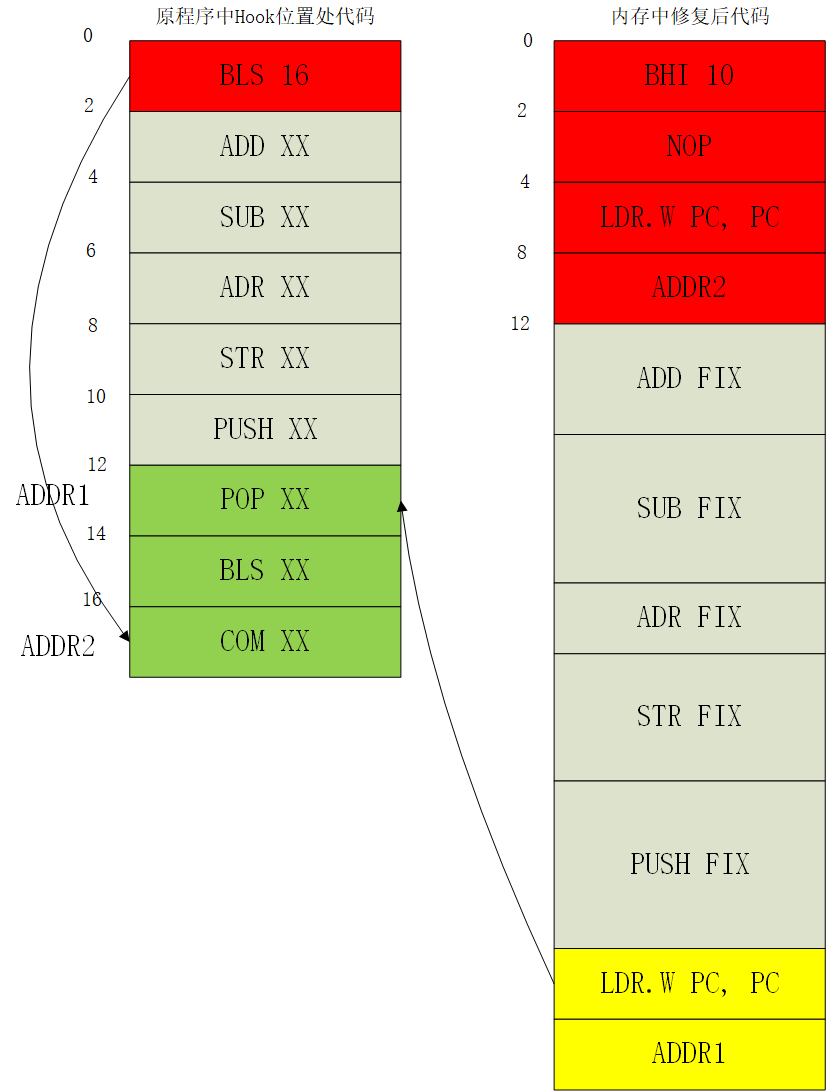 原程序中Hook位置处代码
0
BLS 16
2
ADD XX
4
SUB XX
6
ADR XX
8
STR XX
10
PUSH XX
12
ADDR1
POP XX
14
BLS XX
16
ADDR2
COM XX
内存中修复后代码
0
BHI 10
2
NOP
4
LDR.W PC, PC
8
ADDR2
12
ADD FIX
SUB FIX
ADR FIX
STR FIX
PUSH FIX
LDR.W PC, PC
ADDR1